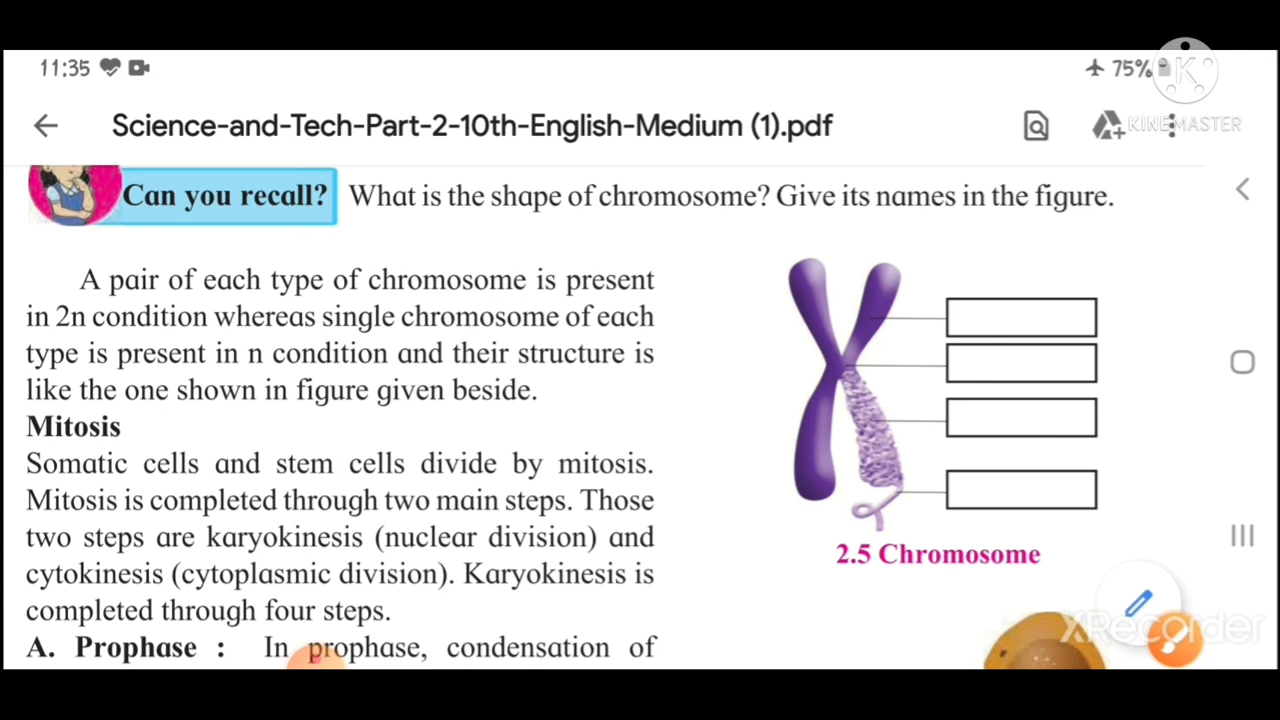 11:35
75%
K
KINEMASTER
Science-and-Tech-Part-2-10th-English-Medium (1).pdf
Can you recall? What is the shape of chromosome? Give its names in the figure.
A pair of each type of chromosome is present
in 2n condition whereas single chromosome of each
type is present in n condition and their structure is
like the one shown in figure given beside.
Mitosis
Somatic cells and stem cells divide by mitosis.
Mitosis is completed through two main steps. Those
two steps are karyokinesis (nuclear division) and
cytokinesis (cytoplasmic division). Karyokinesis is
completed through four steps.
A. Prophase : In prophase, condensation of
2.5 Chromosome
XRecorder